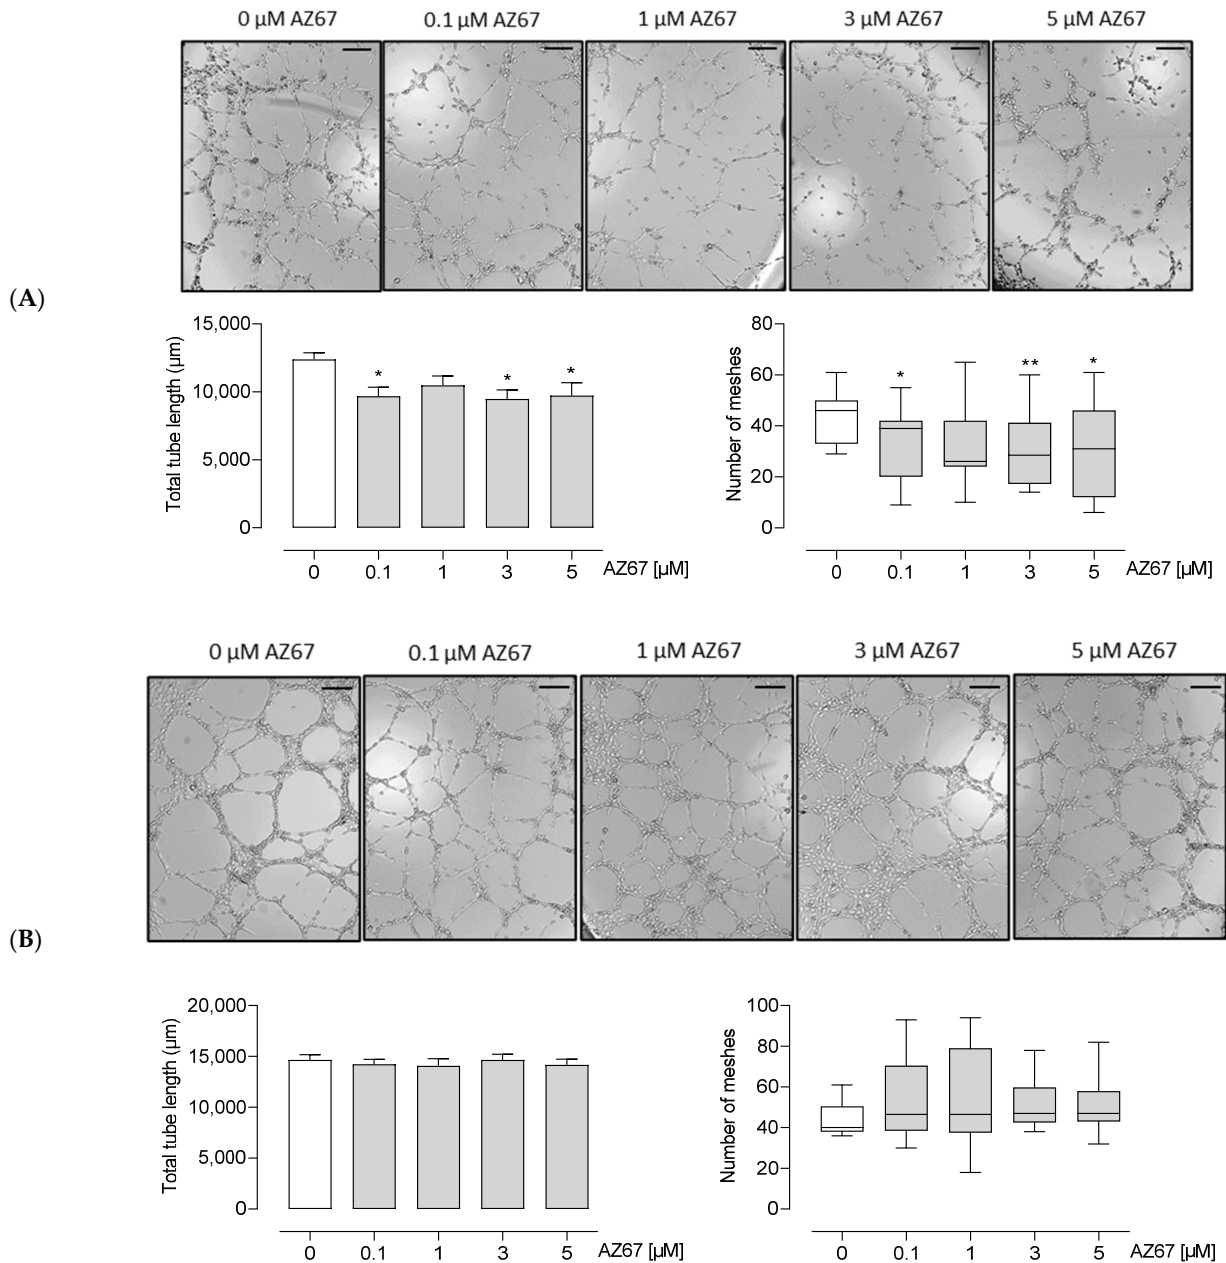 0 µM AZ67 0.1 µM AZ67 1 µM AZ67 3 µM AZ67 5 µM AZ67
(A)
Total tube length (µm)
15,000
10,000
5,000
0
* * *
0 0.1 1 3 5 AZ67 [µM]
Number of meshes
80
60
40
20
0
* ** *
0 0.1 1 3 5 AZ67 [µM]
0 µM AZ67 0.1 µM AZ67 1 µM AZ67 3 µM AZ67 5 µM AZ67
(B)
Total tube length (µm)
20,000
15,000
10,000
5,000
0
0 0.1 1 3 5 AZ67 [µM]
Number of meshes
100
80
60
40
20
0
0 0.1 1 3 5 AZ67 [µM]